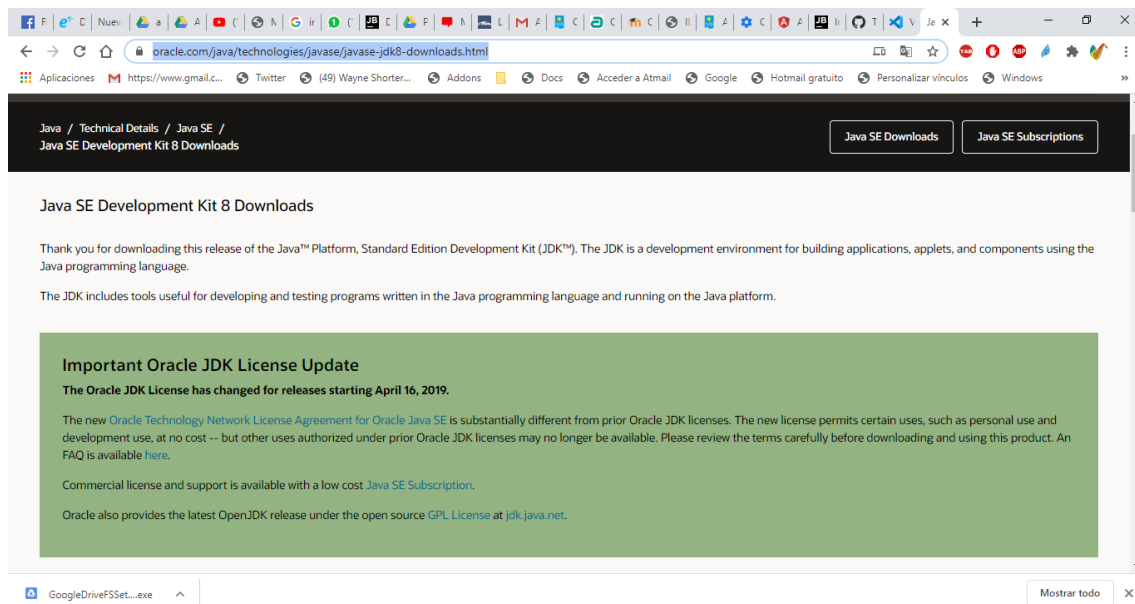 oracle.com/java/technologies/javase/javase-jdk8-downloads.html
Aplicaciones https://www.gmail.c... Twitter (49) Wayne Shorter... Addons Docs Acceder a Atmail Google Hotmail gratuito Personalizar vínculos Windows »
Java / Technical Details / Java SE /
Java SE Development Kit 8 Downloads
Java SE Downloads Java SE Subscriptions
Java SE Development Kit 8 Downloads
Thank you for downloading this release of the Java™ Platform, Standard Edition Development Kit (JDK™). The JDK is a development environment for building applications, applets, and components using the
Java programming language.
The JDK includes tools useful for developing and testing programs written in the Java programming language and running on the Java platform.
Important Oracle JDK License Update
The Oracle JDK License has changed for releases starting April 16, 2019.
The new Oracle Technology Network License Agreement for Oracle Java SE is substantially different from prior Oracle JDK licenses. The new license permits certain uses, such as personal use and
development use, at no cost -- but other uses authorized under prior Oracle JDK licenses may no longer be available. Please review the terms carefully before downloading and using this product. An
FAQ is available here.
Commercial license and support is available with a low cost Java SE Subscription.
Oracle also provides the latest OpenJDK release under the open source GPL License at jdk.java.net.
GoogleDriveFSSet....exe Mostrar todo